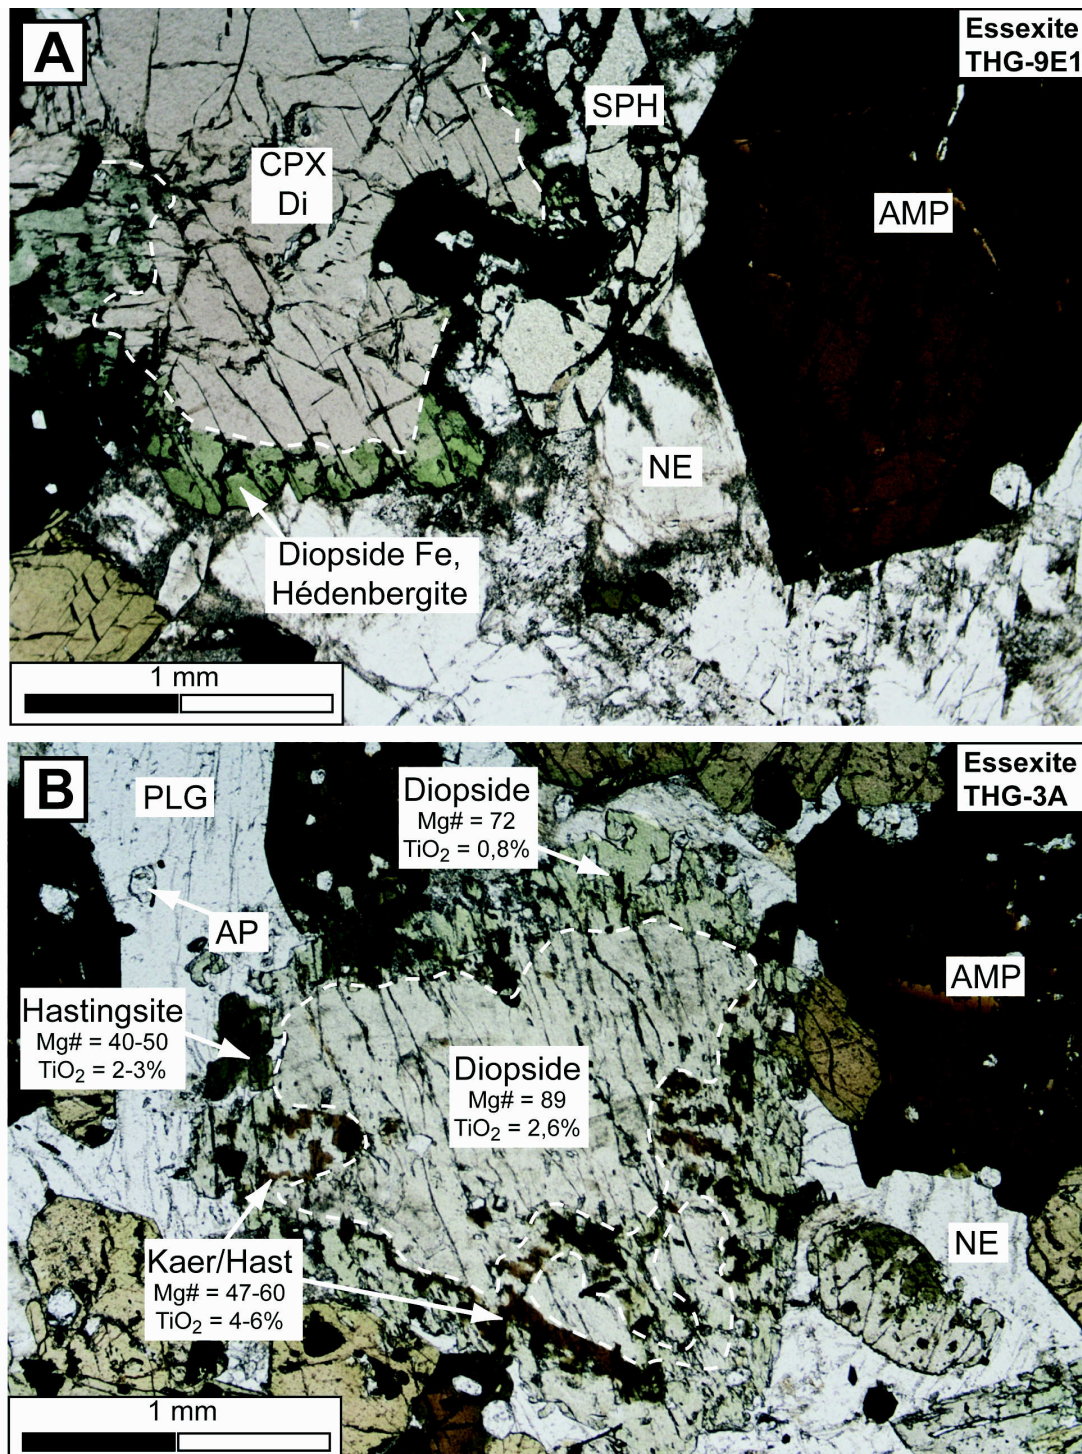 A
Essexite
THG-9E1
SPH
CPX
Di
AMP
NE
Diopside Fe,
Hédenbergite
1 mm
B
Essexite
THG-3A
PLG
Diopside
Mg# = 72
TiO₂ = 0,8%
AP
AMP
Hastingsite
Mg# = 40-50
TiO₂ = 2-3%
Diopside
Mg# = 89
TiO₂ = 2,6%
NE
Kaer/Hast
Mg# = 47-60
TiO₂ = 4-6%
1 mm